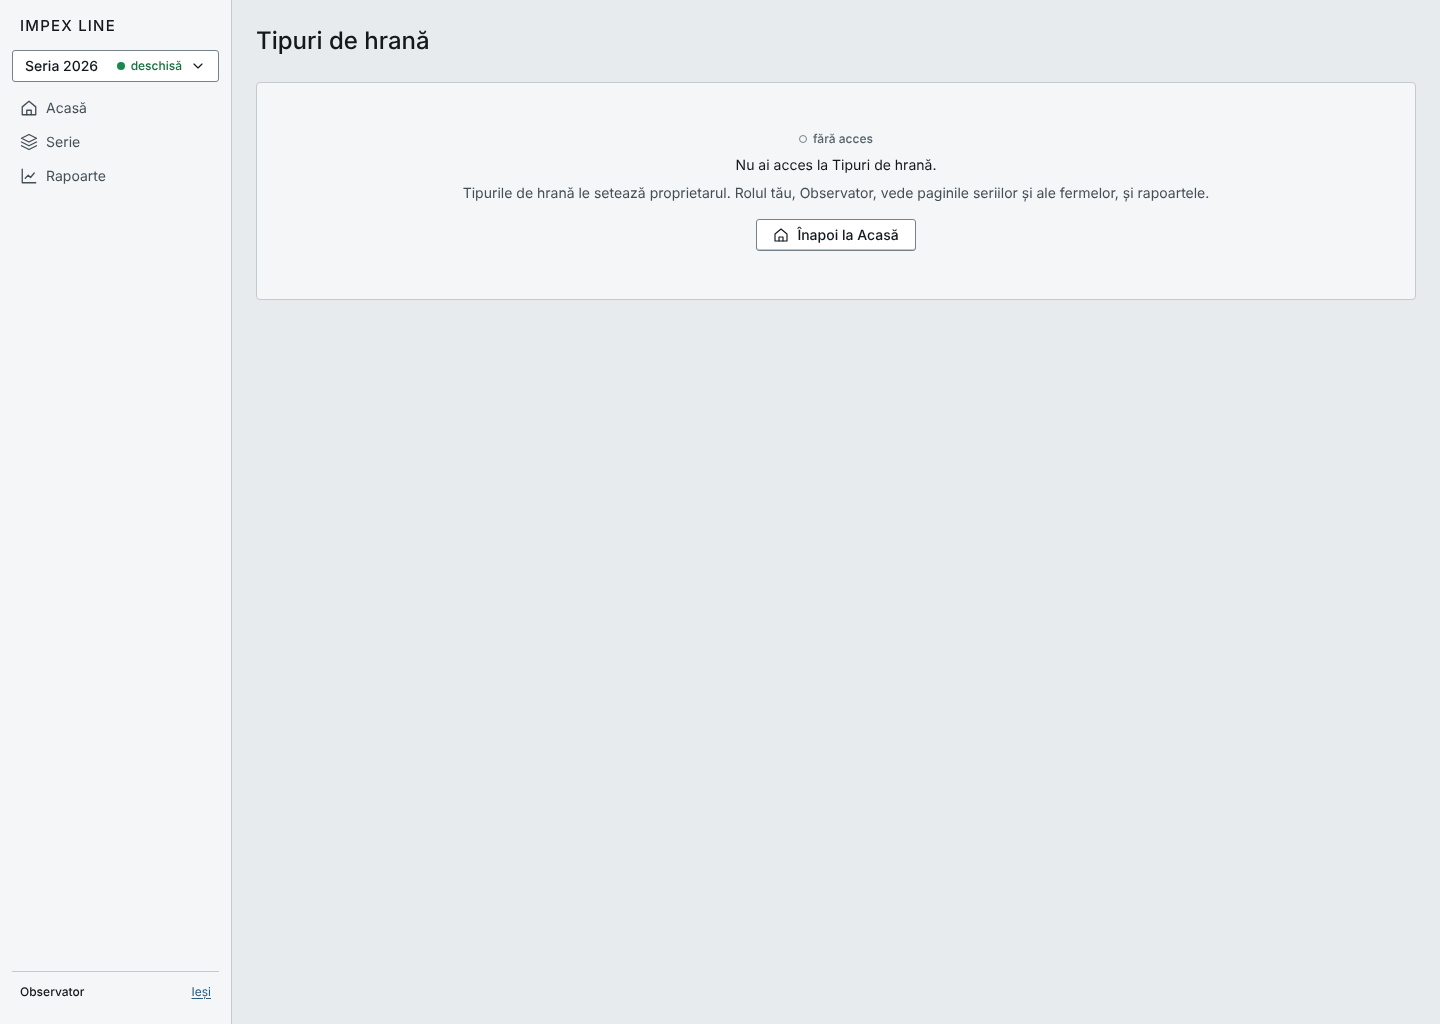 IMPEX LINE
Seria 2026 deschisă
Acasă
Serie
Rapoarte
Observator Ieși
Tipuri de hrană
fără acces
Nu ai acces la Tipuri de hrană.
Tipurile de hrană le setează proprietarul. Rolul tău, Observator, vede paginile seriilor și ale fermelor, și rapoartele.
Înapoi la Acasă